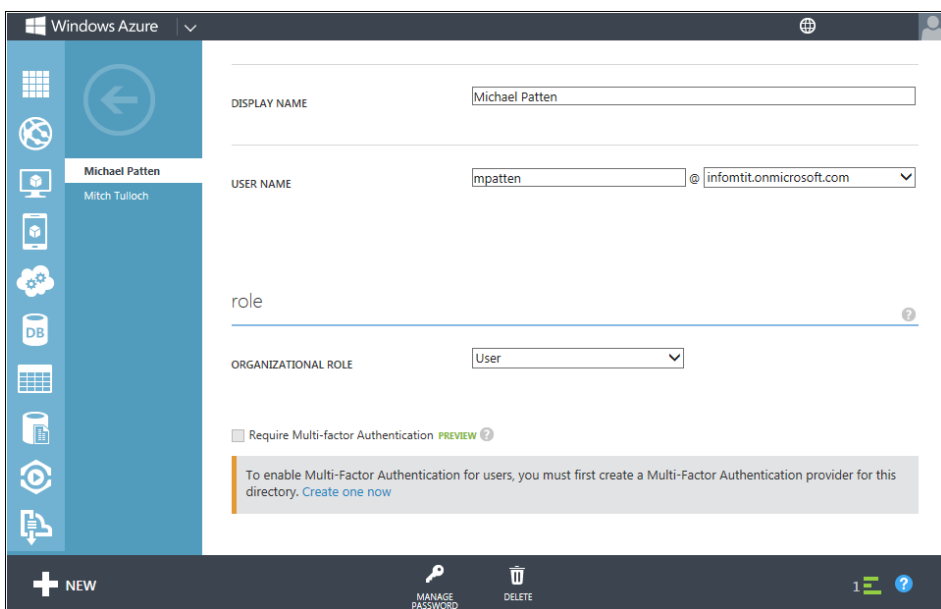 Windows Azure
DISPLAY NAME
Michael Patten
Michael Patten
Mitch Tulloch
USER NAME
mpatten @ infomtit.onmicrosoft.com
role
?
ORGANIZATIONAL ROLE
User
Require Multi-factor Authentication PREVIEW ?
To enable Multi-Factor Authentication for users, you must first create a Multi-Factor Authentication provider for this
directory. Create one now
DB
NEW
MANAGE
PASSWORD
DELETE
1
?